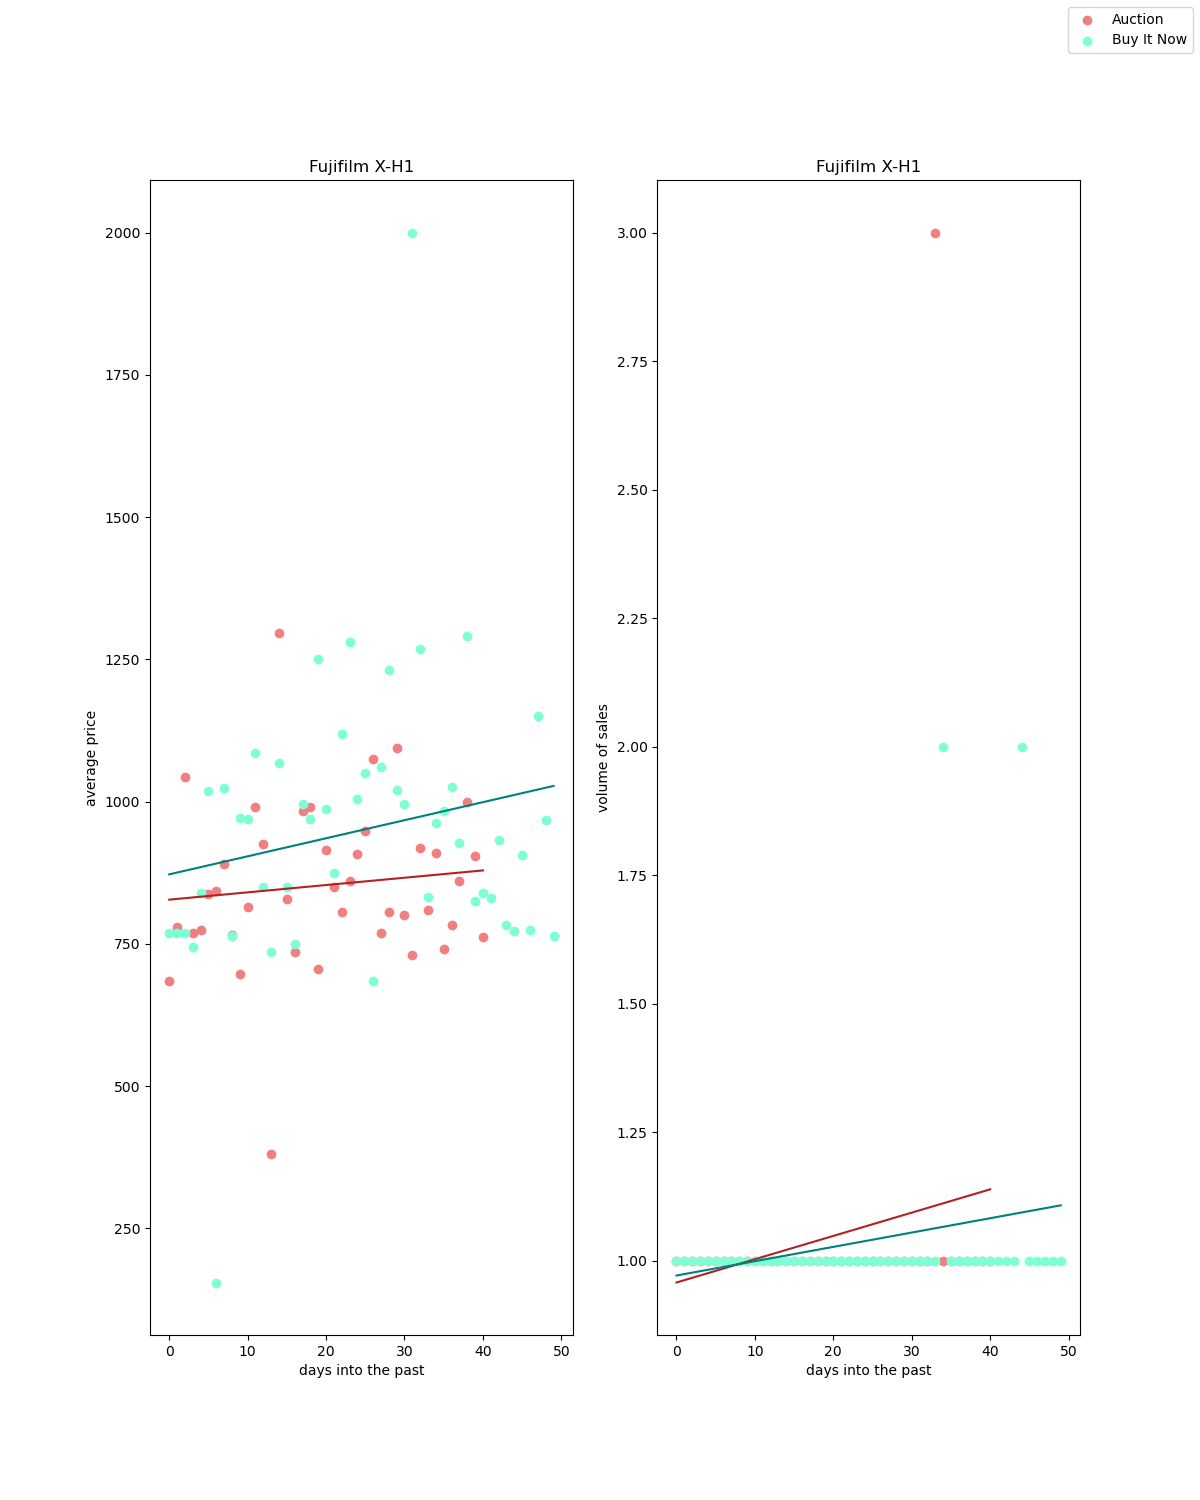 Auction
Buy It Now
Fujifilm X-H1
2000
1750
1500
1250
1000
750
500
250
average price
0 10 20 30 40 50
days into the past
Fujifilm X-H1
3.00
2.75
2.50
2.25
2.00
1.75
1.50
1.25
1.00
volume of sales
0 10 20 30 40 50
days into the past